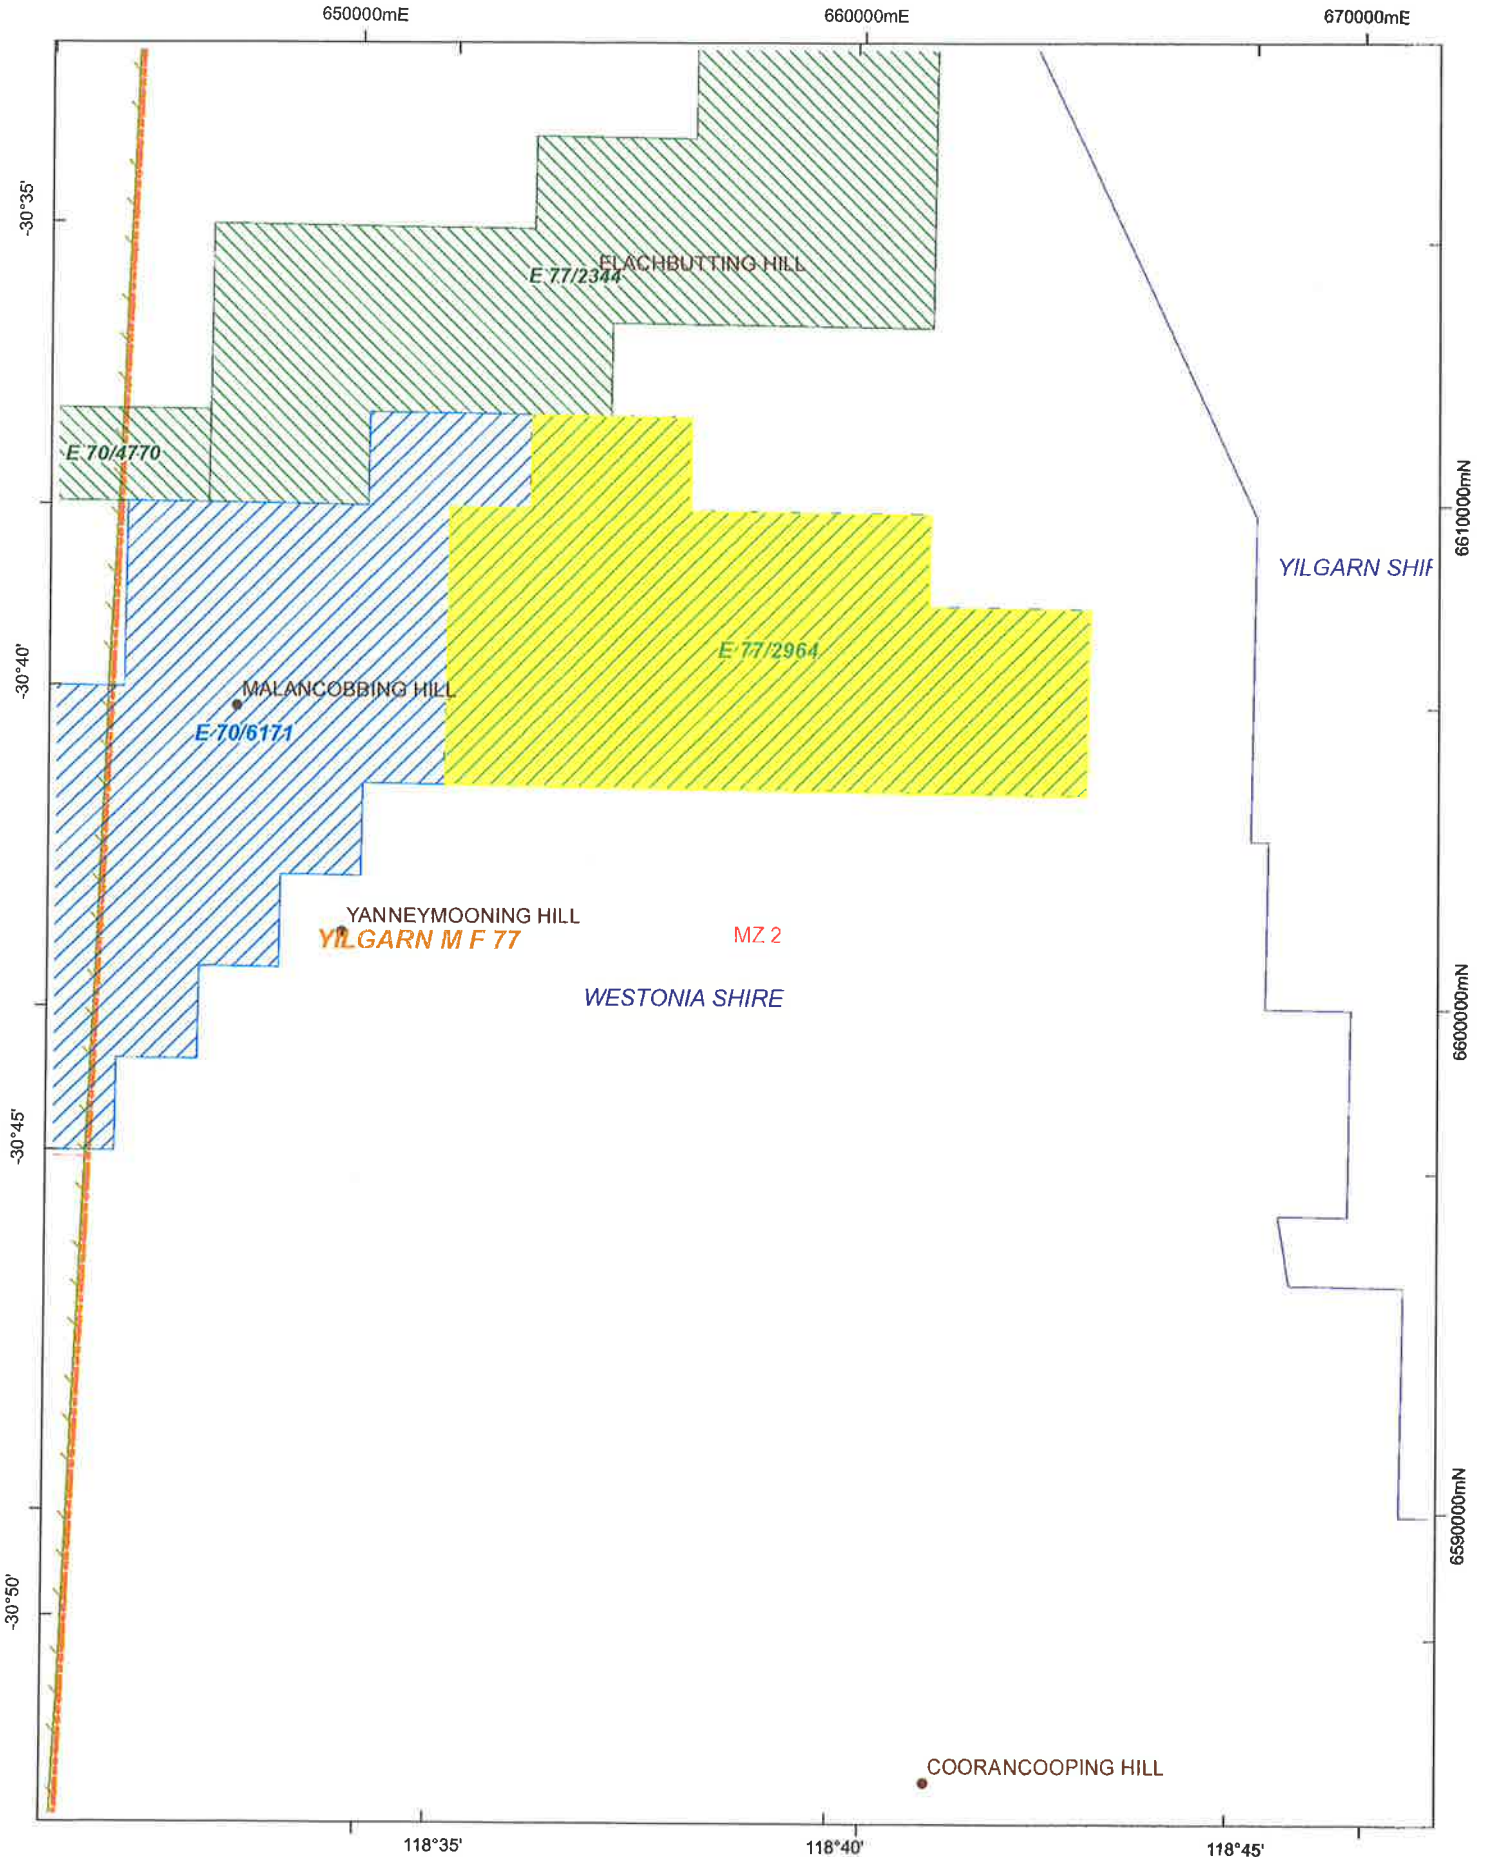 650000mE
660000mE
670000mE
-30°35'
ELACHBUTTING HILL
E 77/2344
E 70/4770
6610000mN
YILGARN SHIR
-30°40'
E 77/2964
MALANCOBBING HILL
E 70/6171
YANNEYMOONING HILL
YILGARN M F 77
MZ 2
WESTONIA SHIRE
6600000mN
-30°45'
6590000mN
-30°50'
COORANCOOPING HILL
118°35'
118°40'
118°45'